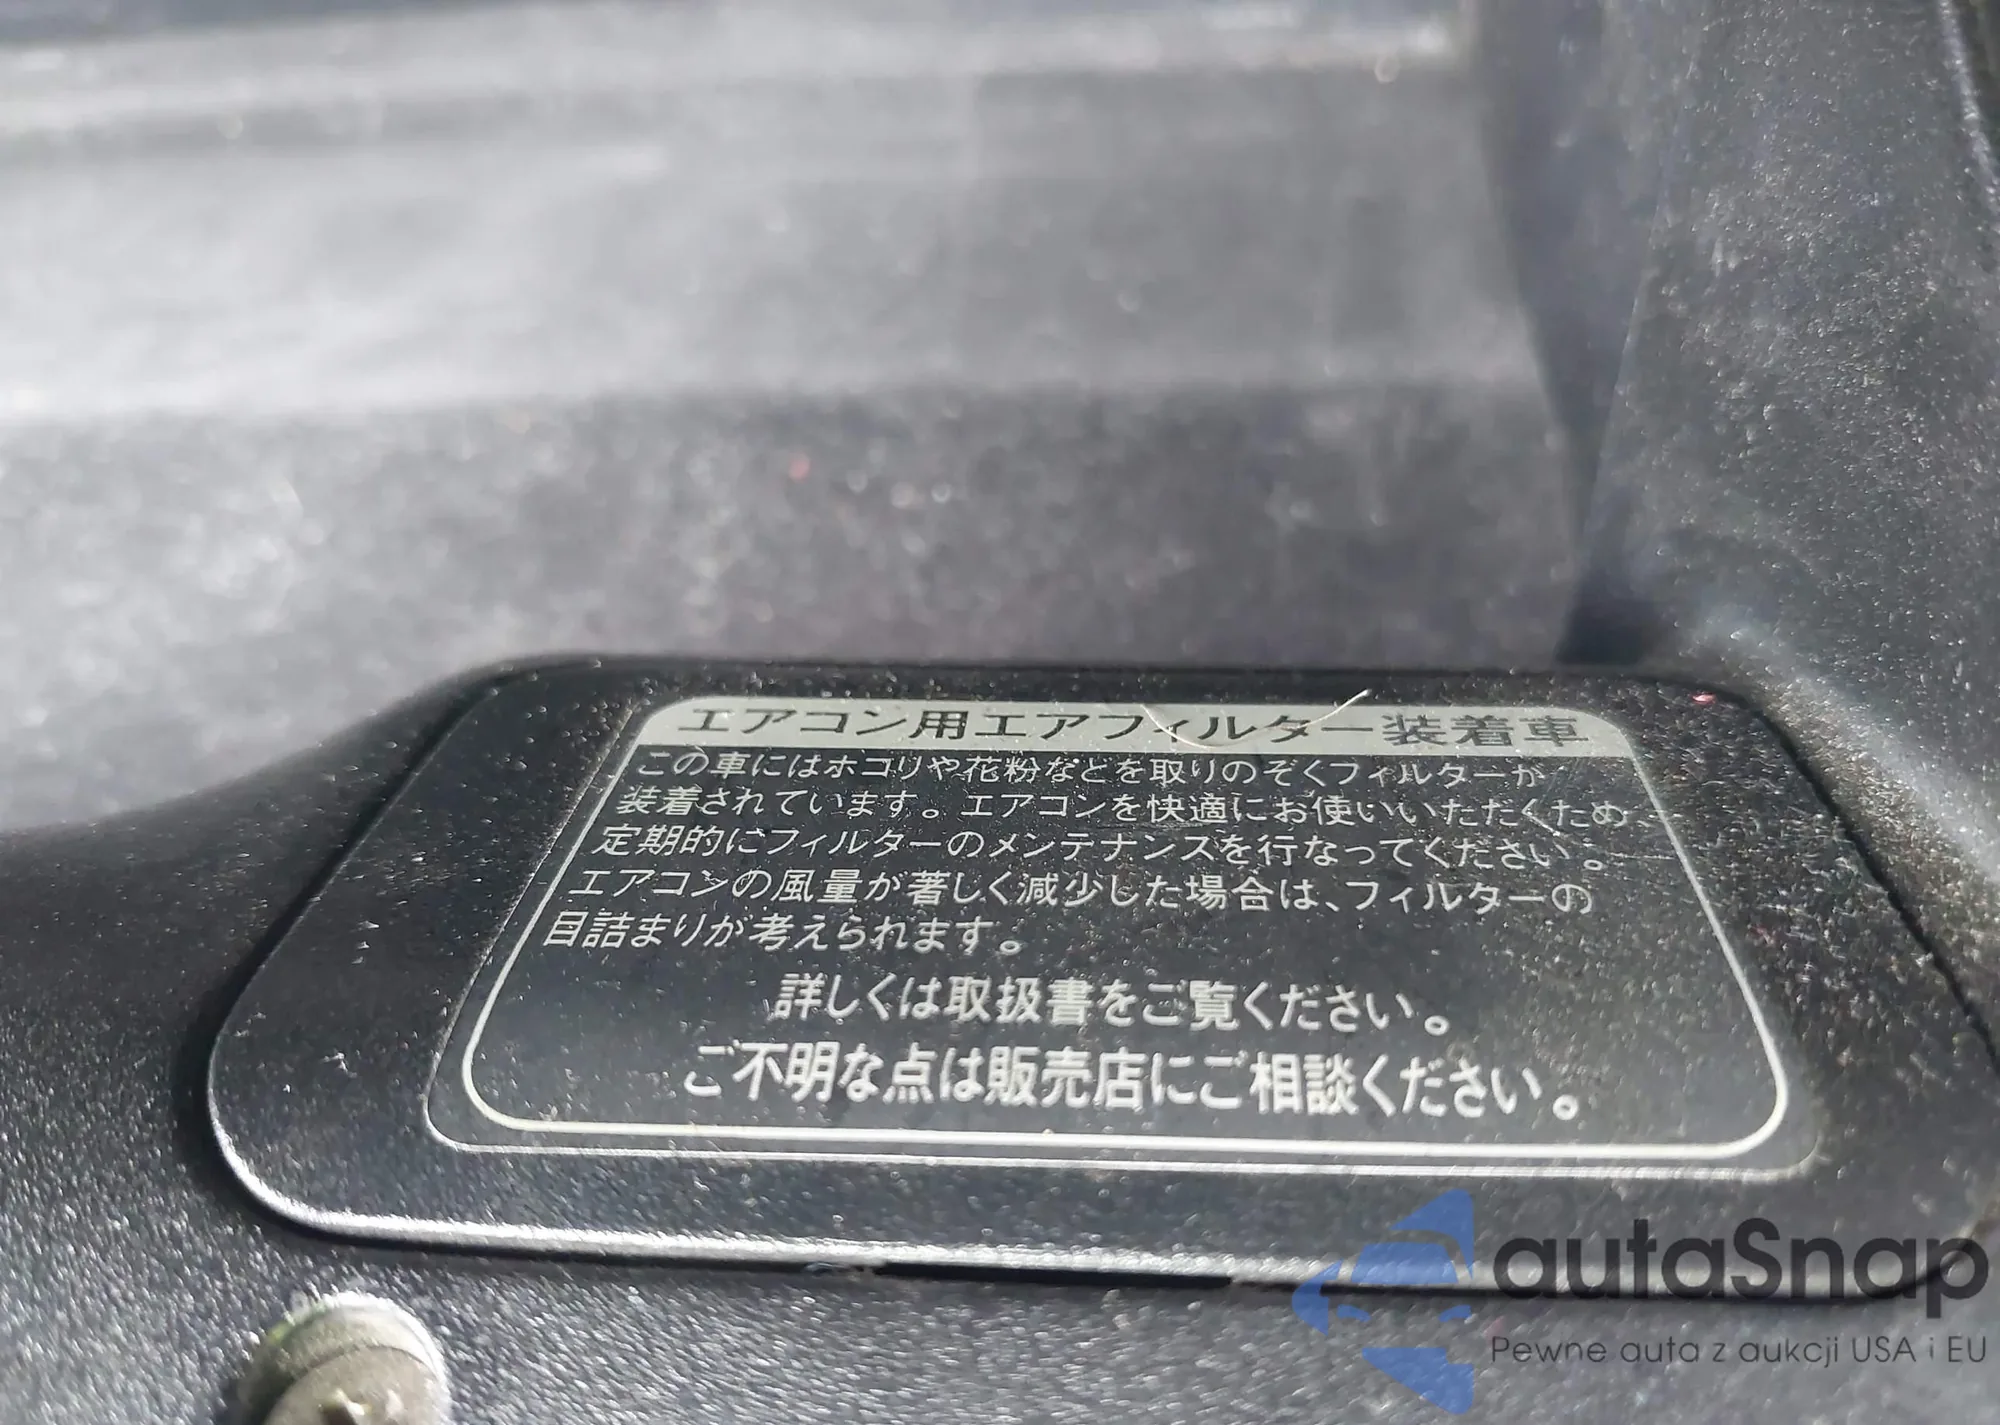 エアコン用エアフィルター装着車
この車にはホコリや花粉などを取りのぞくフィルターが
装着されています。エアコンを快適にお使いいただくため、
定期的にフィルターのメンテナンスを行なってください。
エアコンの風量が著しく減少した場合は、フィルターの
目詰まりが考えられます。
詳しくは取扱書をご覧ください。
ご不明な点は販売店にご相談ください。
autaSnap
Pewne auta z aukcji USA i EU